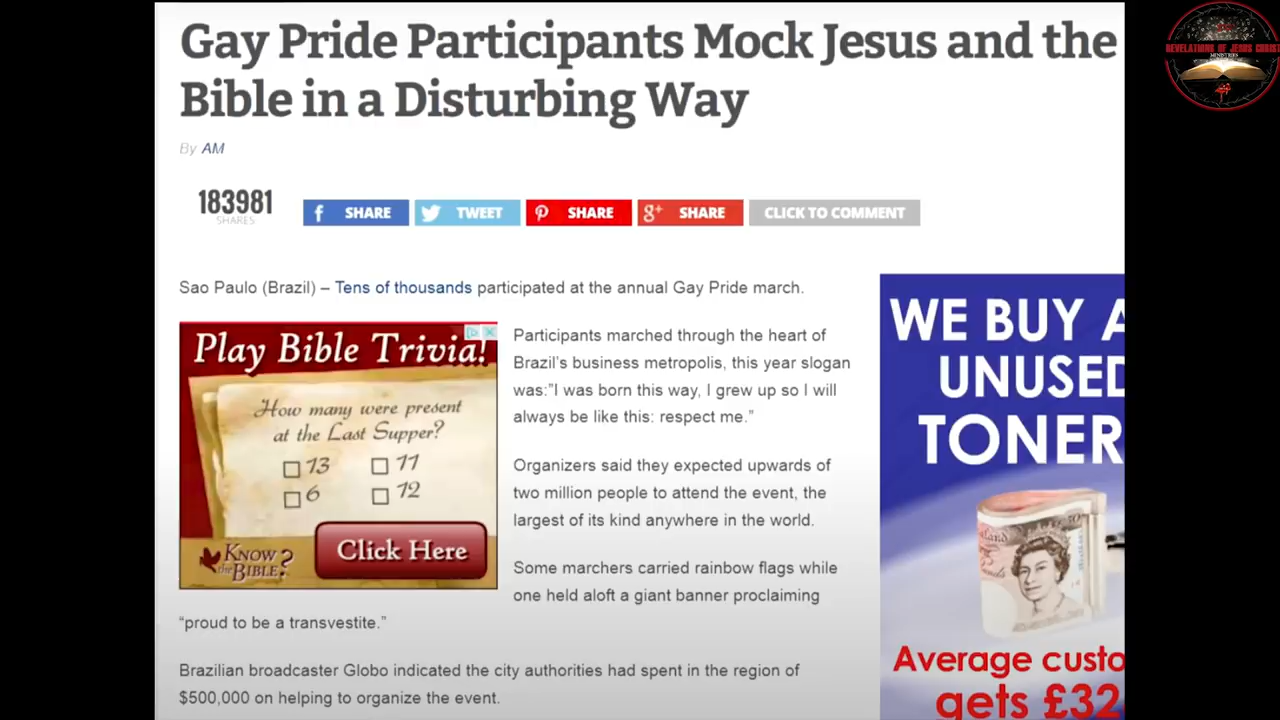 Gay Pride Participants Mock Jesus and the
Bible in a Disturbing Way
By AM
183981
SHARES
f SHARE
TWEET
SHARE
g+ SHARE
CLICK TO COMMENT
Sao Paulo (Brazil) – Tens of thousands participated at the annual Gay Pride march.
Play Bible Trivia!
How many were present
at the Last Supper?
13 11
6 12
KNOW
the BIBLE?
Click Here
Participants marched through the heart of
Brazil's business metropolis, this year slogan
was:"I was born this way, I grew up so I will
always be like this: respect me."
Organizers said they expected upwards of
two million people to attend the event, the
largest of its kind anywhere in the world.
Some marchers carried rainbow flags while
one held aloft a giant banner proclaiming
"proud to be a transvestite."
Brazilian broadcaster Globo indicated the city authorities had spent in the region of
$500,000 on helping to organize the event.
WE BUY A
UNUSED
TONER
Average custo
gets £32
REVELATIONS OF JESUS CHRIST
MINISTRIES